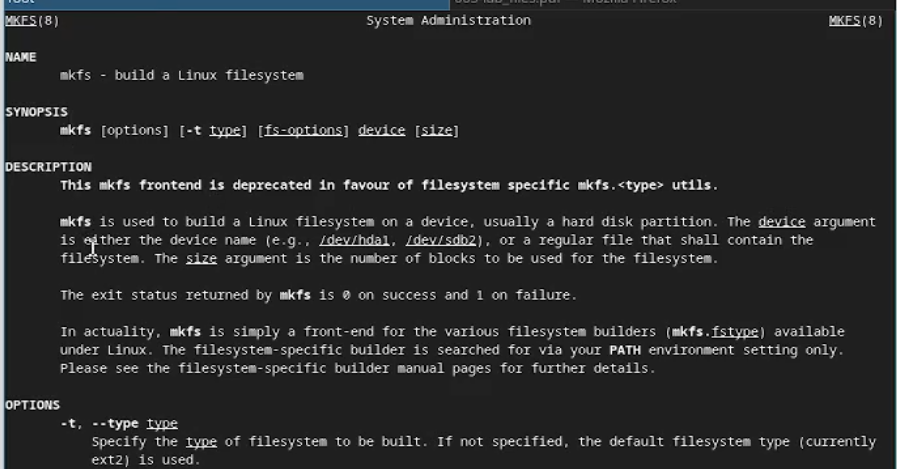 MKFS(8) System Administration MKFS(8)
NAME
mkfs - build a Linux filesystem
SYNOPSIS
mkfs [options] [-t type] [fs-options] device [size]
DESCRIPTION
This mkfs frontend is deprecated in favour of filesystem specific mkfs.<type> utils.
mkfs is used to build a Linux filesystem on a device, usually a hard disk partition. The device argument
is either the device name (e.g., /dev/hda1, /dev/sdb2), or a regular file that shall contain the
filesystem. The size argument is the number of blocks to be used for the filesystem.
The exit status returned by mkfs is 0 on success and 1 on failure.
In actuality, mkfs is simply a front-end for the various filesystem builders (mkfs.fstype) available
under Linux. The filesystem-specific builder is searched for via your PATH environment setting only.
Please see the filesystem-specific builder manual pages for further details.
OPTIONS
-t, --type type
Specify the type of filesystem to be built. If not specified, the default filesystem type (currently
ext2) is used.